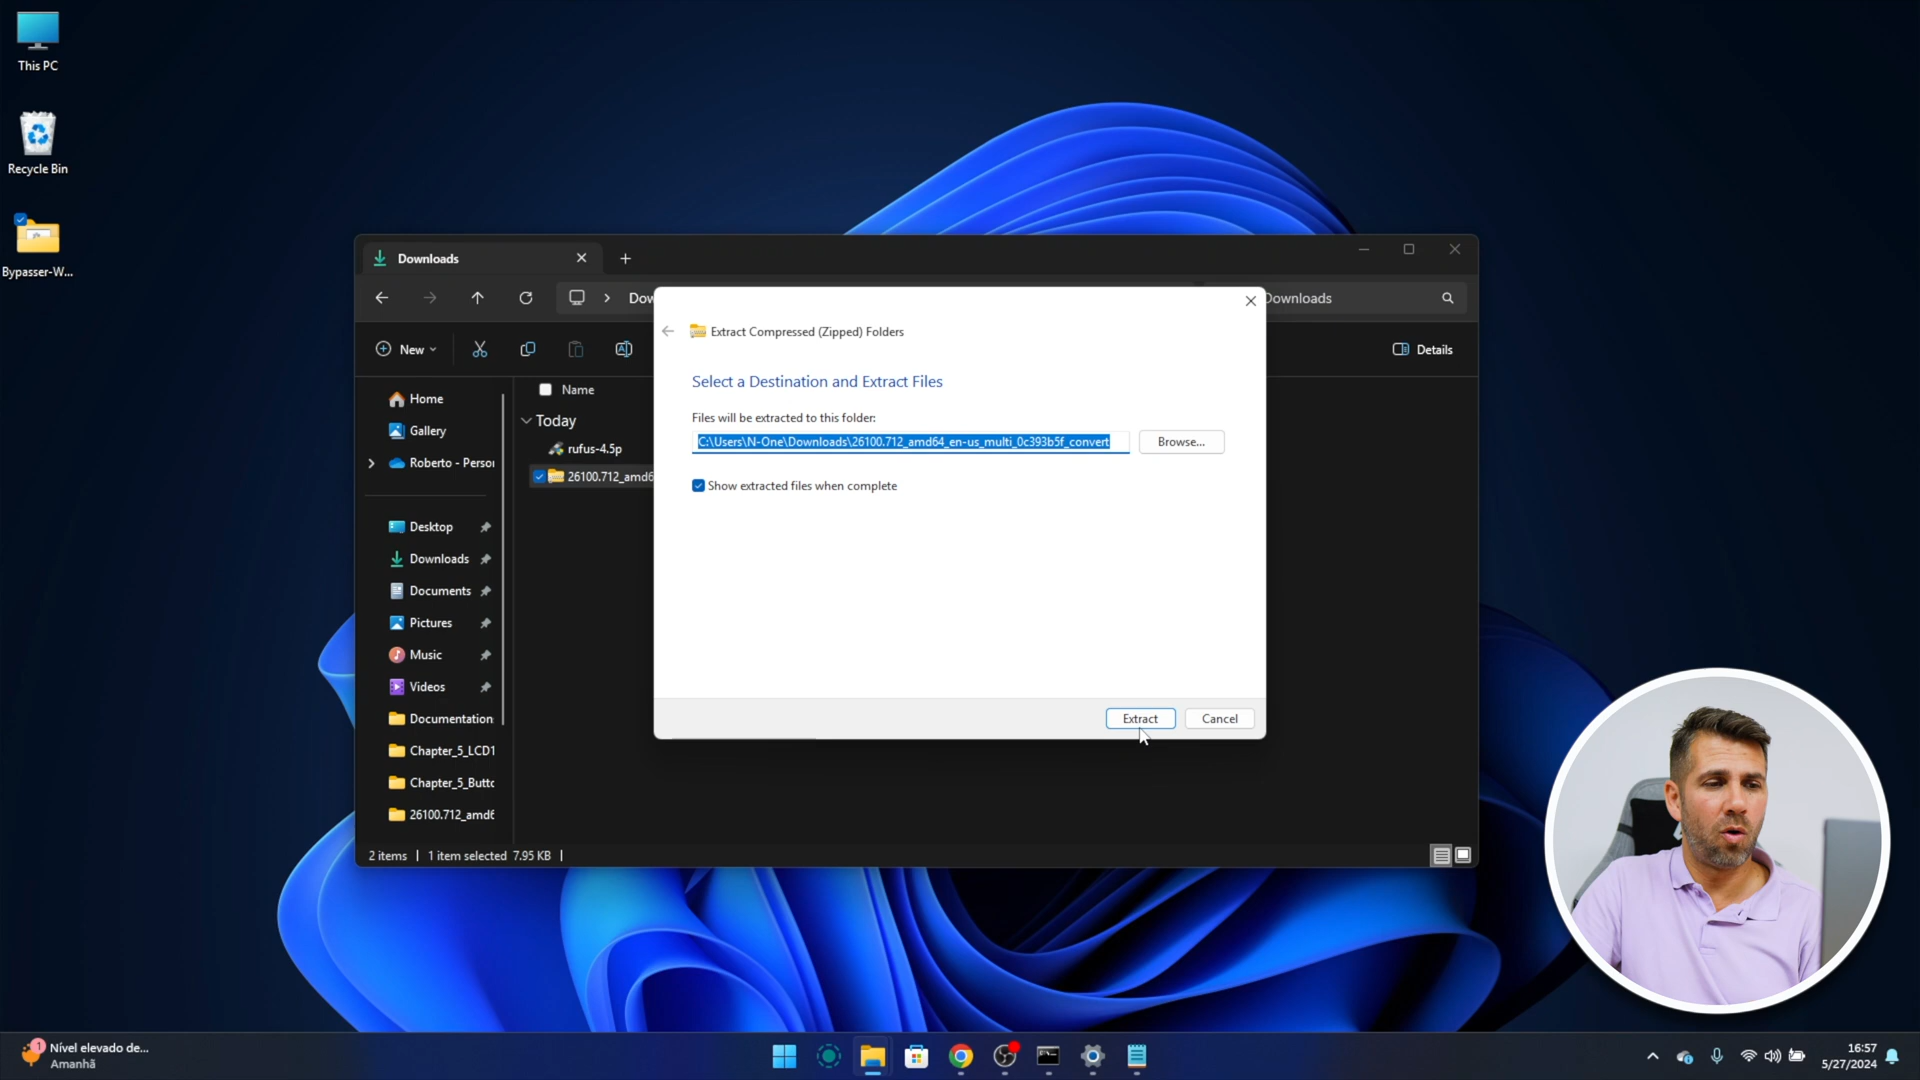 This PC
Recycle Bin
Bypasser-W...
Downloads
Dow
Downloads
New
Details
Extract Compressed (Zipped) Folders
Select a Destination and Extract Files
Files will be extracted to this folder:
C:\Users\N-One\Downloads\26100.712_amd64_en-us_multi_0c393b5f_convert
Browse...
Show extracted files when complete
Extract
Cancel
Name
Today
rufus-4.5p
26100.712_amd6
Home
Gallery
Roberto - Persor
Desktop
Downloads
Documents
Pictures
Music
Videos
Documentation
Chapter_5_LCD1
Chapter_5_Butto
26100.712_amd6
2 items
1 item selected 7.95 KB
1
Nível elevado de...
Amanhã
16:57
5/27/2024